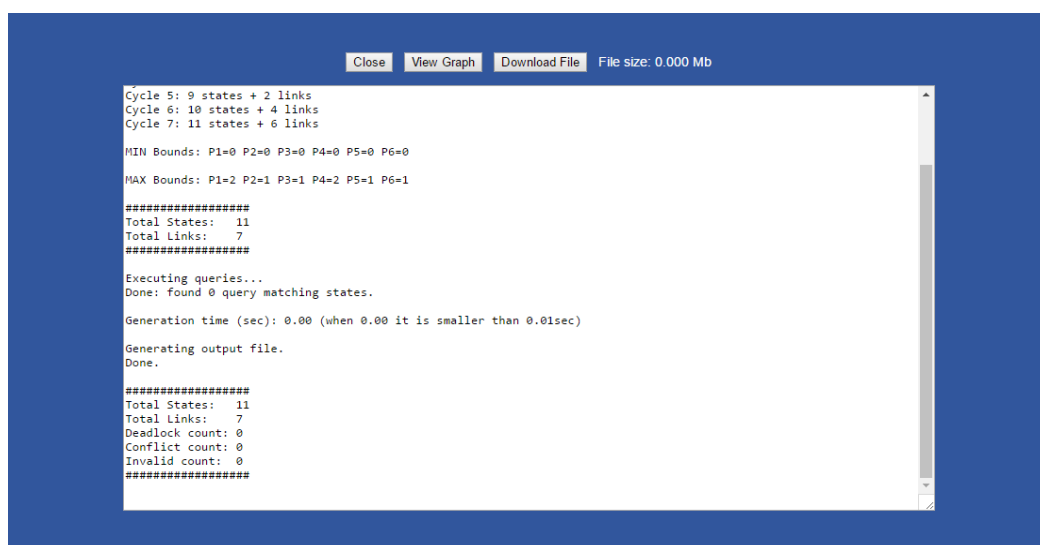 Close View Graph Download File File size: 0.000 Mb
Cycle 5: 9 states + 2 links
Cycle 6: 10 states + 4 links
Cycle 7: 11 states + 6 links
MIN Bounds: P1=0 P2=0 P3=0 P4=0 P5=0 P6=0
MAX Bounds: P1=2 P2=1 P3=1 P4=2 P5=1 P6=1
##################
Total States: 11
Total Links: 7
##################
Executing queries...
Done: found 0 query matching states.
Generation time (sec): 0.00 (when 0.00 it is smaller than 0.01sec)
Generating output file.
Done.
##################
Total States: 11
Total Links: 7
Deadlock count: 0
Conflict count: 0
Invalid count: 0
##################